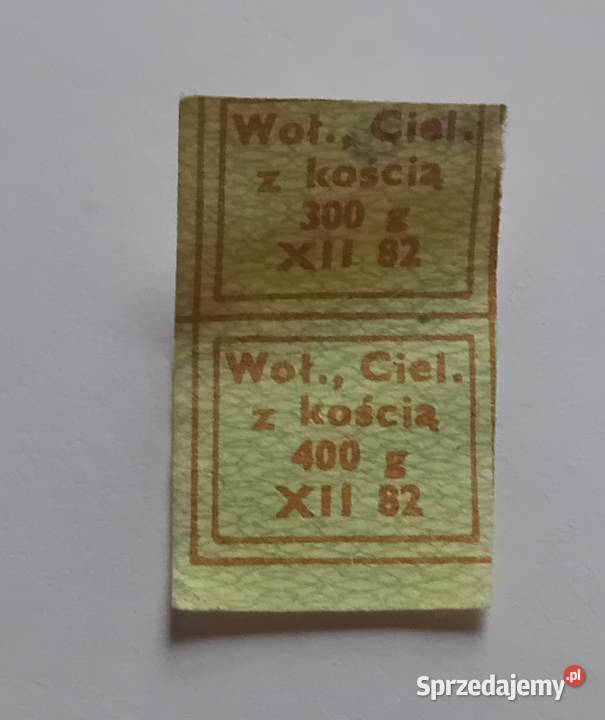 Woł., Ciel.
z kością
300 g
XII 82
Woł., Ciel.
z kością
400 g
XII 82
Sprzedajemy.pl